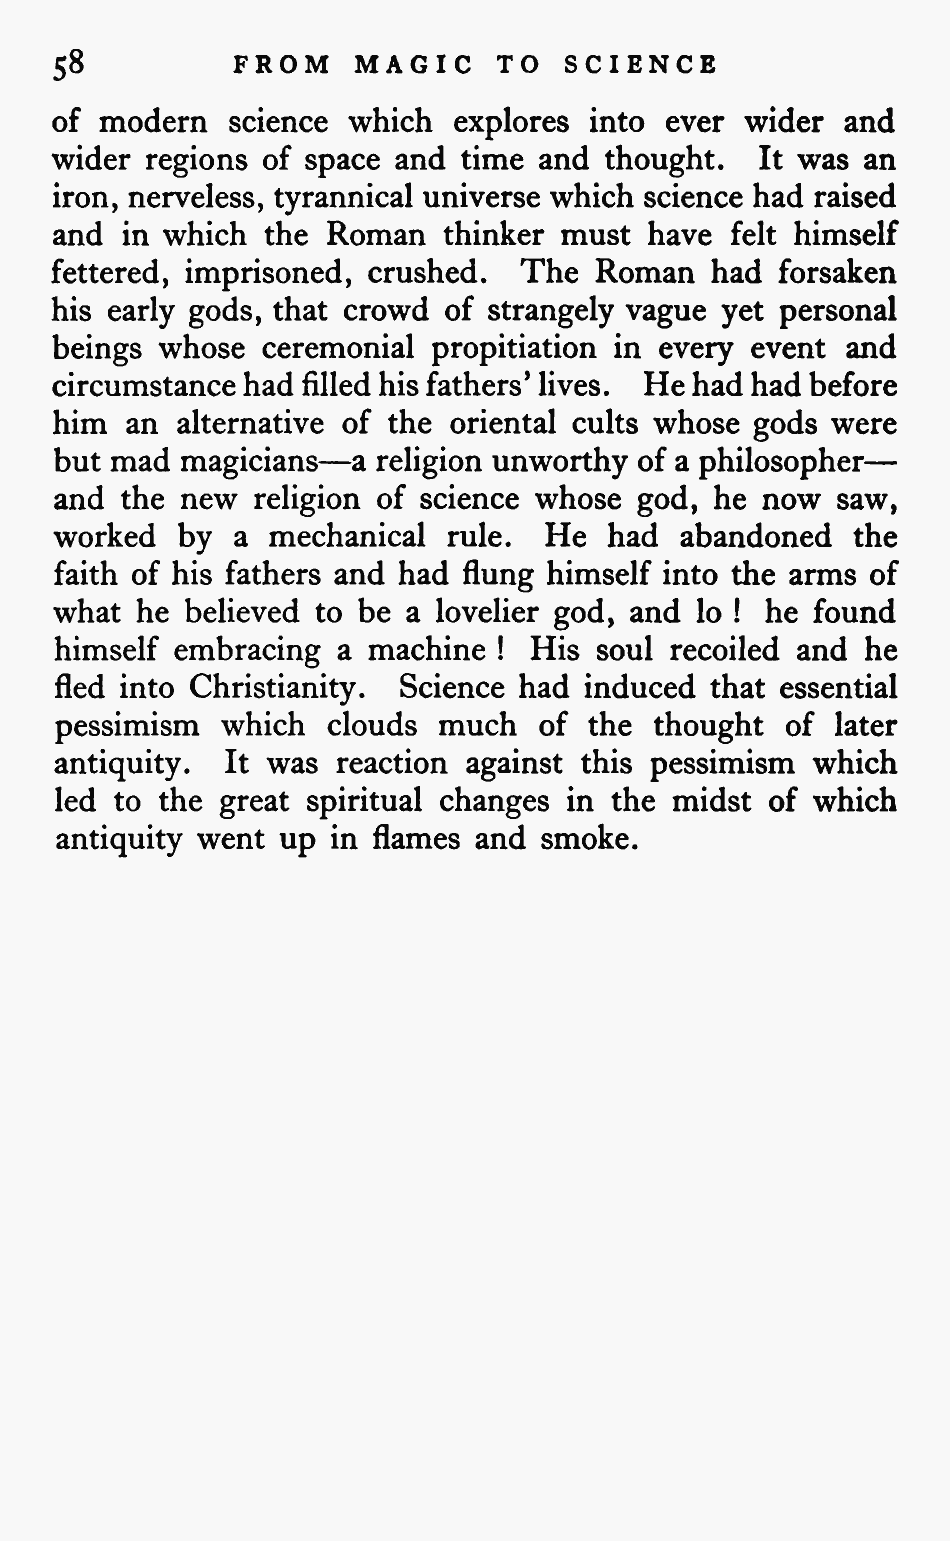 58 FROM MAGIC TO SCIENCE
of modern science which explores into ever wider and
wider regions of space and time and thought. It was an
iron, nerveless, tyrannical universe which science had raised
and in which the Roman thinker must have felt himself
fettered, imprisoned, crushed. The Roman had forsaken
his early gods, that crowd of strangely vague yet personal
beings whose ceremonial propitiation in every event and
circumstance had filled his fathers’ lives. He had had before
him an alternative of the oriental cults whose gods were
but mad magicians—a religion unworthy of a philosopher—
and the new religion of science whose god, he now saw,
worked by a mechanical rule. He had abandoned the
faith of his fathers and had flung himself into the arms of
what he believed to be a lovelier god, and lo ! he found
himself embracing a machine ! His soul recoiled and he
fled into Christianity. Science had induced that essential
pessimism which clouds much of the thought of later
antiquity. It was reaction against this pessimism which
led to the great spiritual changes in the midst of which
antiquity went up in flames and smoke.